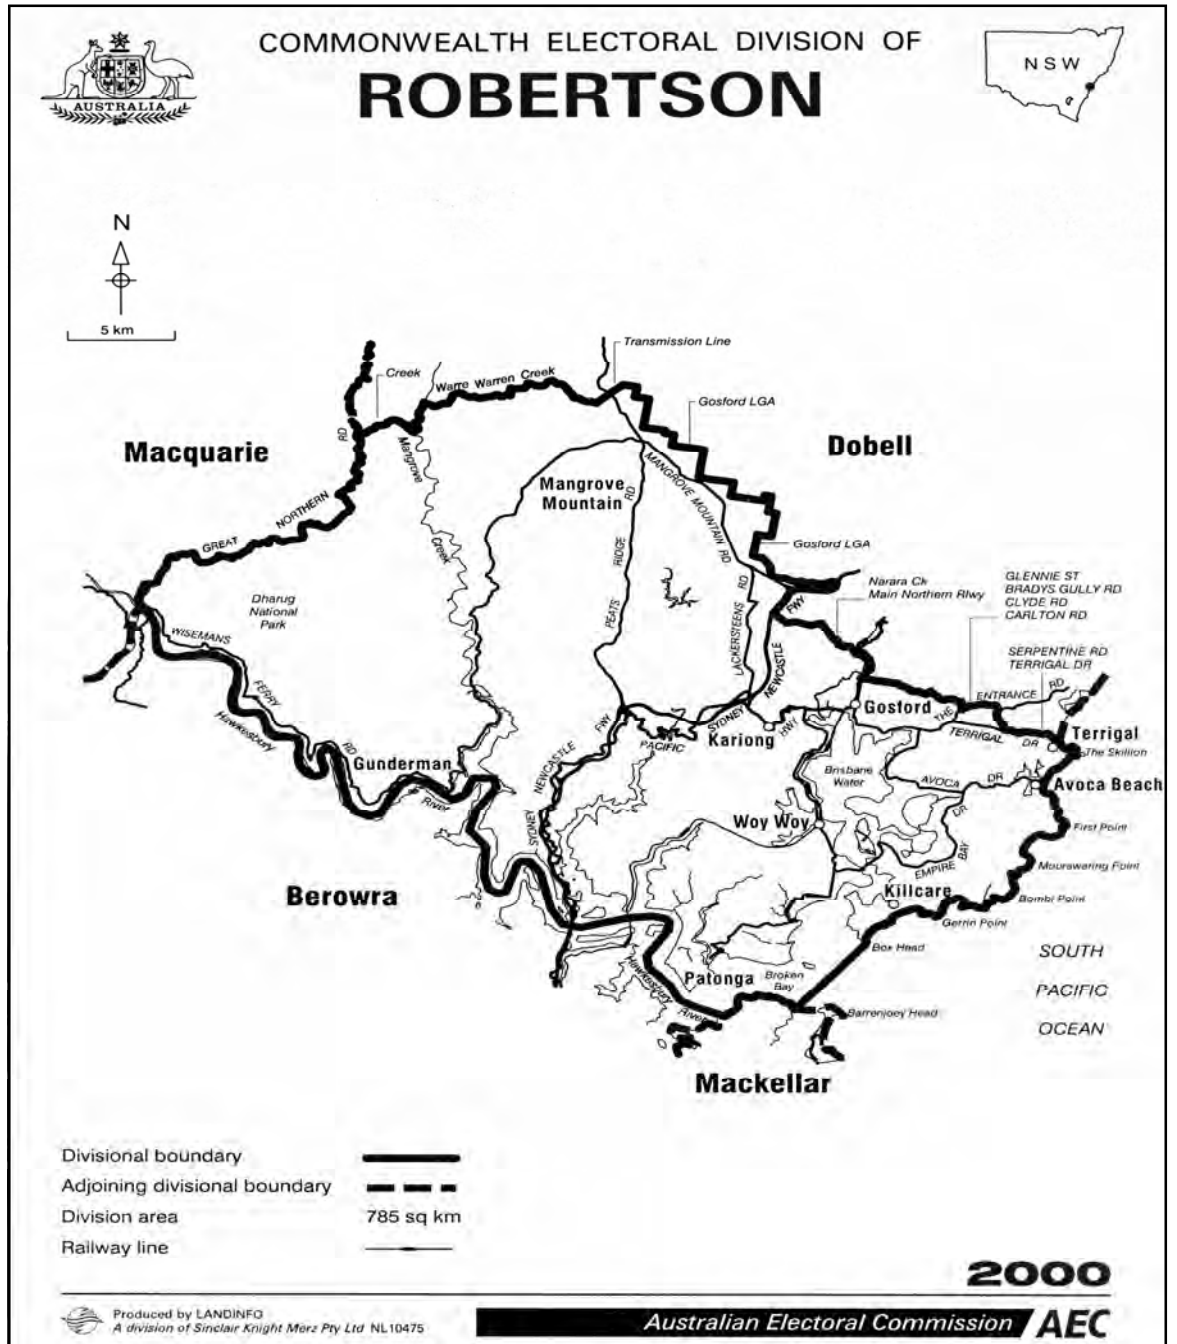 COMMONWEALTH ELECTORAL DIVISION OF
ROBERTSON
AUSTRALIA
NSW
N
5 km
Transmission Line
Creek
Warre Warren Creek
Gosford LGA
Macquarie
RD
Dobell
Mangrove
Mangrove
Mountain
RD
MANGROVE MOUNTAIN RD
NORTHERN
GREAT
Creek
Gosford LGA
RIDGE
RD
Narara Ck
Main Northern Rlwy
GLENNIE ST
BRADYS GULLY RD
CLYDE RD
CARLTON RD
Dharug
National
Park
PEATS
FWY
WISEMANS
LACKERSTEENS
NEWCASTLE
SERPENTINE RD
TERRIGAL DR
FERRY
ENTRANCE
RD
Gosford
THE
Hawkesbury
FWY
SYDNEY
HWY
TERRIGAL
DR
Terrigal
PACIFIC
Kariong
The Skillion
RD
Gunderman
NEWCASTLE
Brisbane
Water
AVOCA
DR
Avoca Beach
River
Woy Woy
DR
First Point
SYDNEY
BAY
EMPIRE
Mourawaring Point
Berowra
Killcare
Bombi Point
Gerrin Point
Box Head
SOUTH
PACIFIC
OCEAN
Hawkesbury
River
Patonga
Broken
Bay
Barrenjoey Head
Mackellar
Divisional boundary
Adjoining divisional boundary
Division area 785 sq km
Railway line
2000
Produced by LANDINFO
A division of Sinclair Knight Merz Pty Ltd NL10475
Australian Electoral Commission AEC